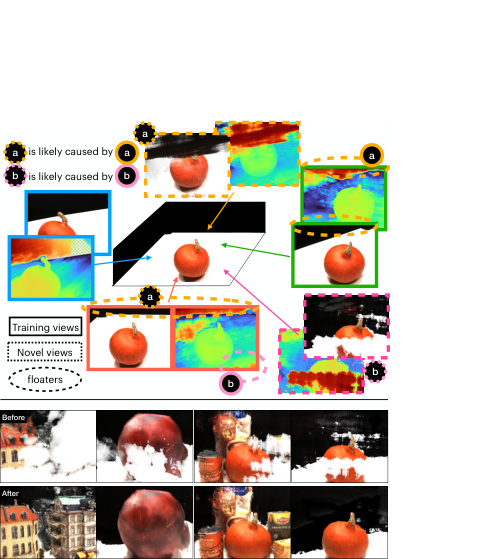 a
a is likely caused by a
a
b is likely caused by b
a
Training views
Novel views
floaters
b
b
Before
After